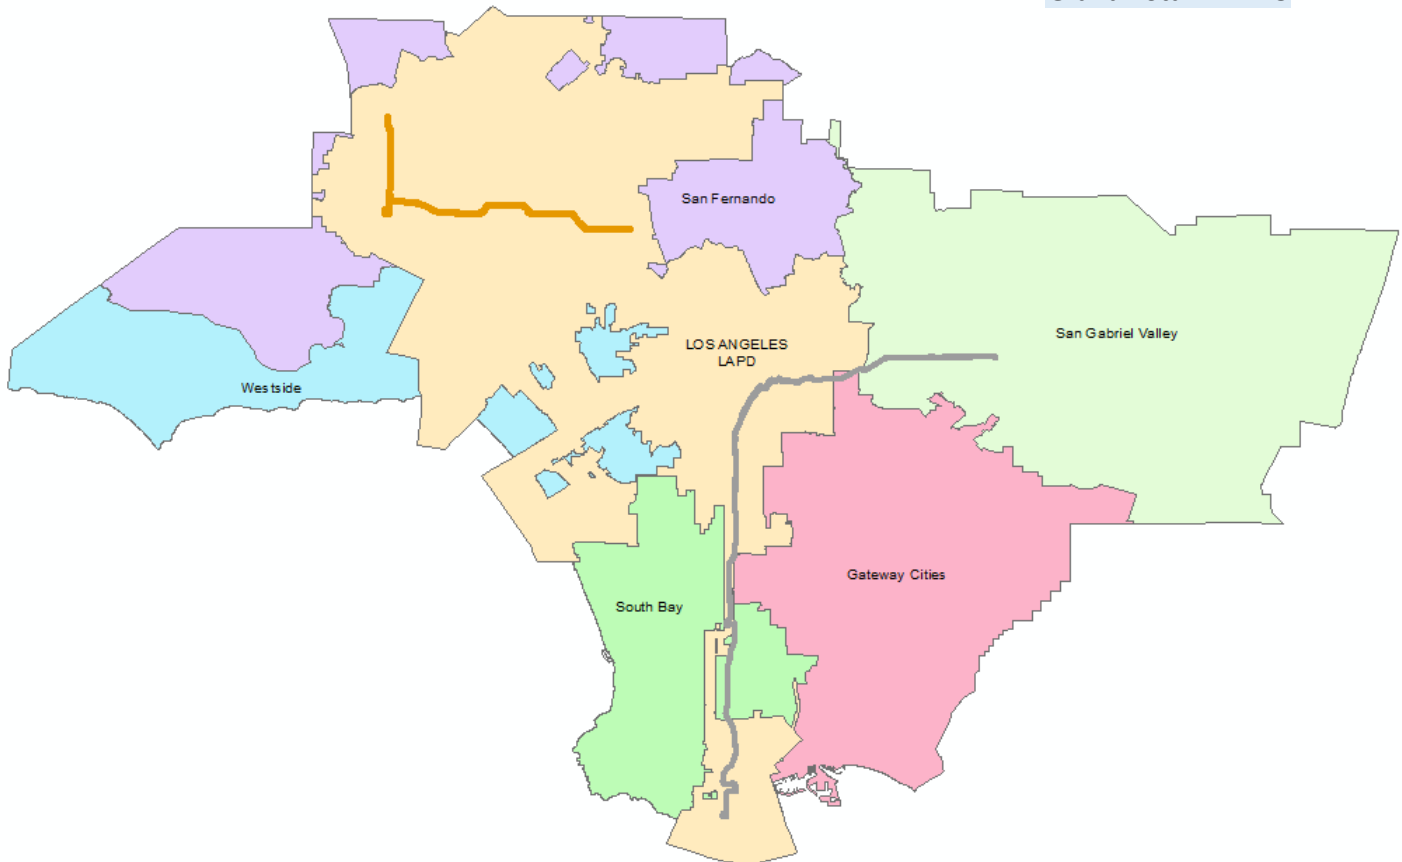 San Fernando
San Gabriel Valley
LOS ANGELES
LAPD
Westside
Gateway Cities
South Bay